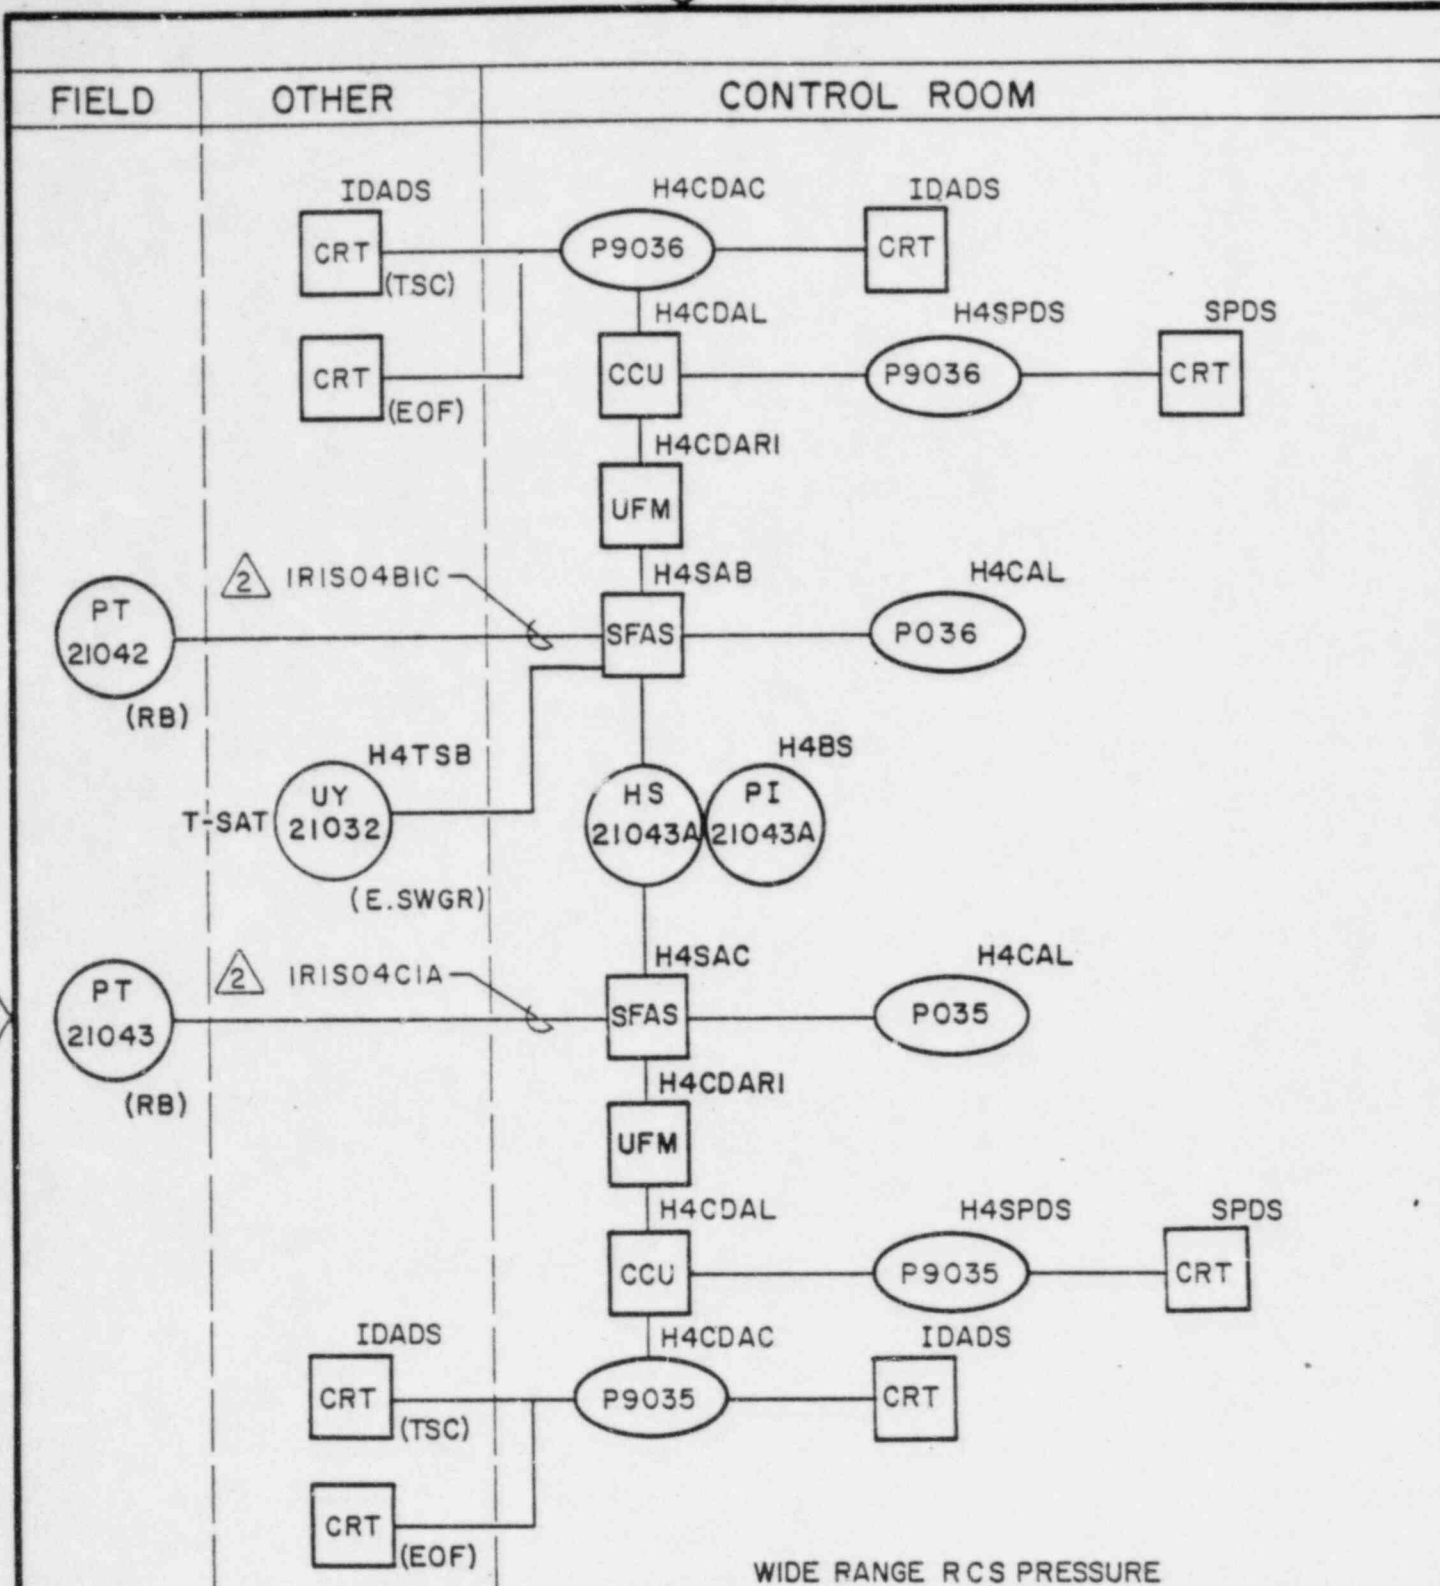 FIELD OTHER CONTROL ROOM
IDADS H4CDAC IDADS
CRT P9036 CRT
(TSC)
H4CDAL H4SPDS SPDS
CRT CCU P9036 CRT
(EOF)
H4CDARI
UFM
2 IRISO4BIC H4SAB H4CAL
PT
21042 SFAS P036
(RB)
H4TSB H4BS
T-SAT UY
21032
HS
21043A
PI
21043A
(E.SWGR)
2 IRISO4CIA H4SAC H4CAL
PT
21043 SFAS P035
(RB)
H4CDARI
UFM
H4CDAL H4SPDS SPDS
CCU P9035 CRT
IDADS H4CDAC IDADS
CRT P9035 CRT
(TSC)
CRT
(EOF)
WIDE RANGE RCS PRESSURE